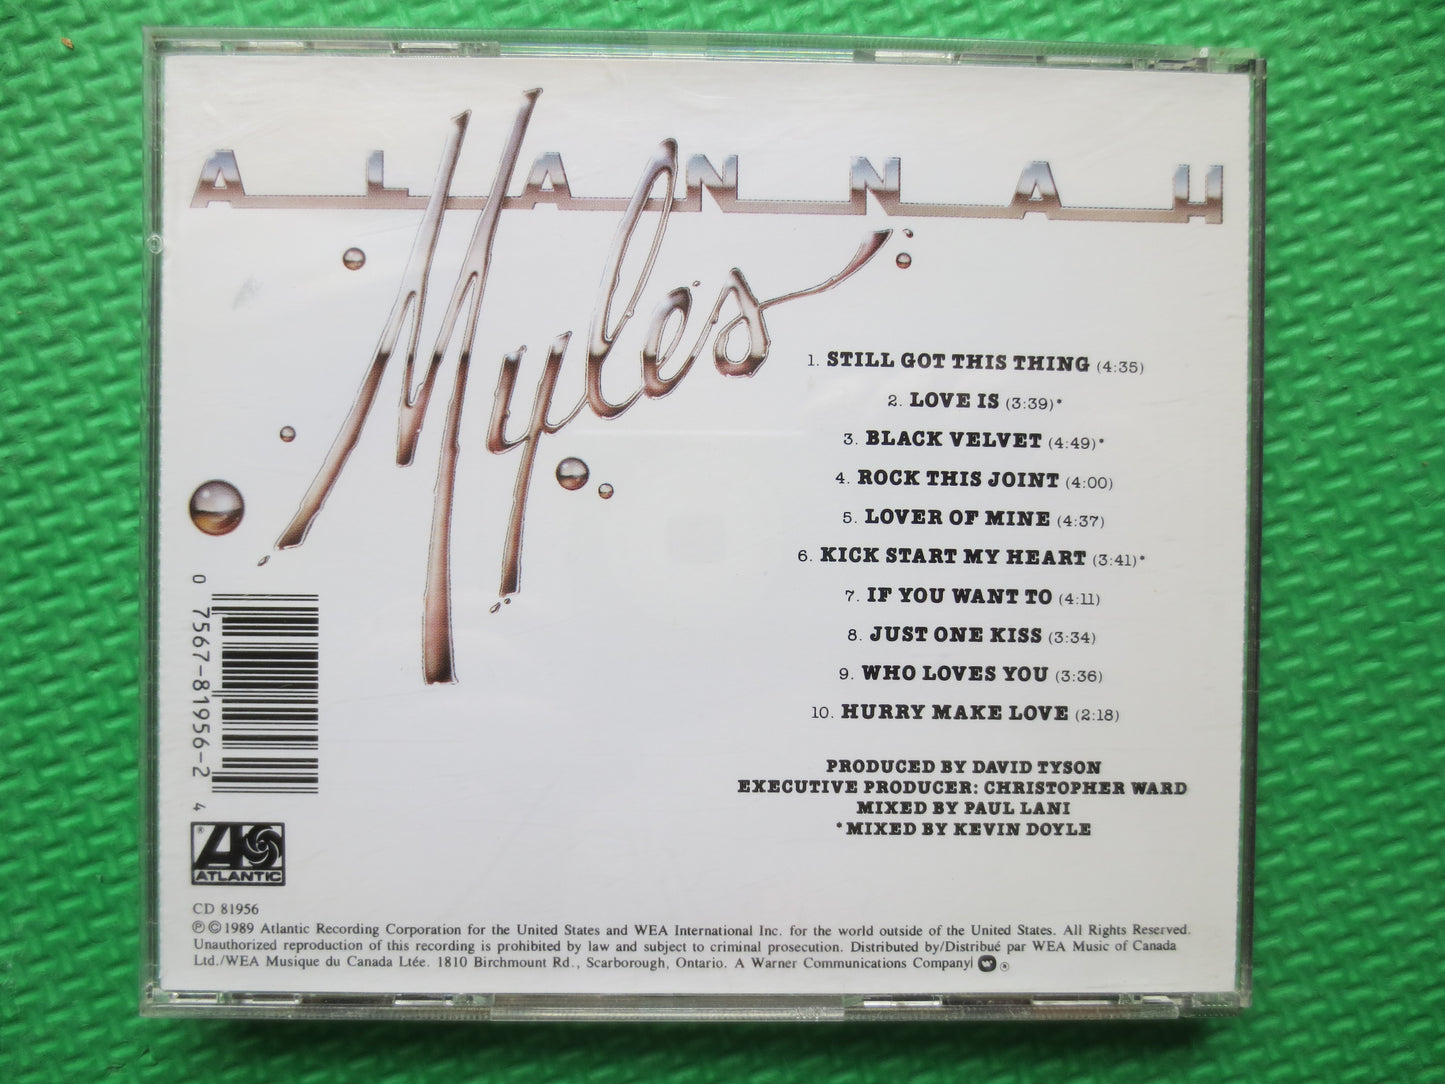 ALANNAH
Myles
1. STILL GOT THIS THING (4:35)
2. LOVE IS (3:39)*
3. BLACK VELVET (4:49)*
4. ROCK THIS JOINT (4:00)
5. LOVER OF MINE (4:37)
6. KICK START MY HEART (3:41)*
7. IF YOU WANT TO (4:11)
8. JUST ONE KISS (3:34)
9. WHO LOVES YOU (3:36)
10. HURRY MAKE LOVE (2:18)
PRODUCED BY DAVID TYSON
EXECUTIVE PRODUCER: CHRISTOPHER WARD
MIXED BY PAUL LANI
*MIXED BY KEVIN DOYLE
0 7567-81956-2 4
® ATLANTIC
CD 81956
℗ © 1989 Atlantic Recording Corporation for the United States and WEA International Inc. for the world outside of the United States. All Rights Reserved.
Unauthorized reproduction of this recording is prohibited by law and subject to criminal prosecution. Distributed by/Distribué par WEA Music of Canada
Ltd./WEA Musique du Canada Ltée. 1810 Birchmount Rd., Scarborough, Ontario. A Warner Communications Company ®